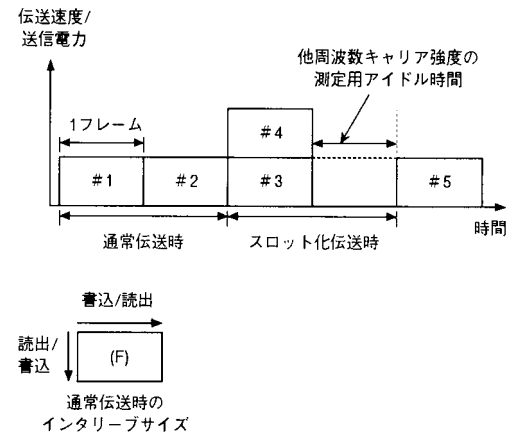 伝送速度/
送信電力
他周波数キャリア強度の
測定用アイドル時間
1フレーム
#4
#1
#2
#3
#5
時間
通常伝送時
スロット化伝送時
書込/読出
読出/
書込
(F)
通常伝送時の
インタリーブサイズ